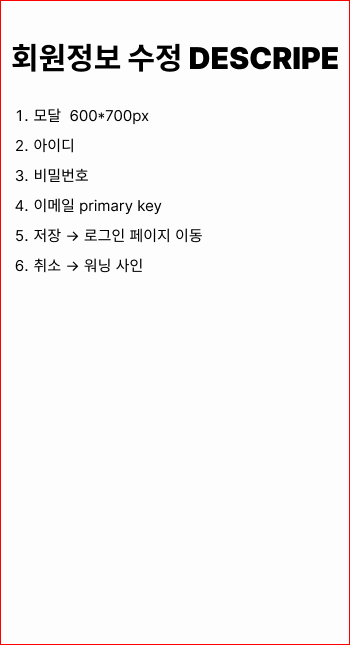 회원정보 수정 DESCRIPE
1. 모달  600*700px
2. 아이디
3. 비밀번호
4. 이메일 primary key
5. 저장 → 로그인 페이지 이동
6. 취소 → 워닝 사인